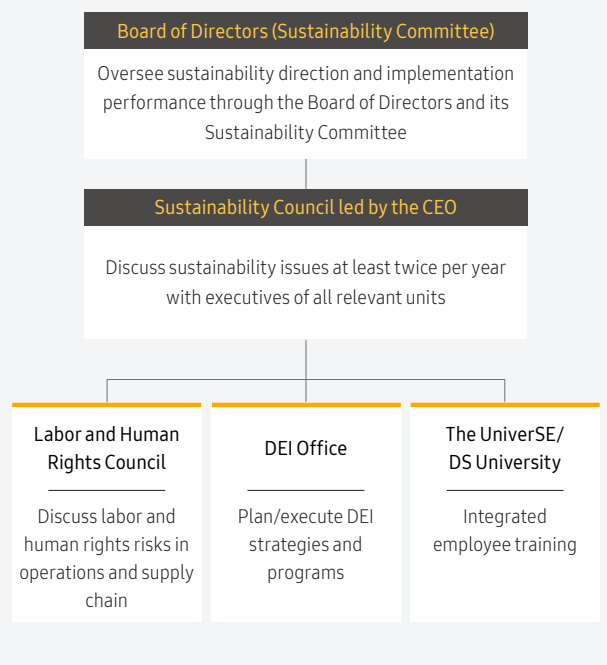 Board of Directors (Sustainability Committee)
Oversee sustainability direction and implementation
performance through the Board of Directors and its
Sustainability Committee
Sustainability Council led by the CEO
Discuss sustainability issues at least twice per year
with executives of all relevant units
Labor and Human
Rights Council
Discuss labor and
human rights risks in
operations and supply
chain
DEI Office
Plan/execute DEI
strategies and
programs
The UniverSE/
DS University
Integrated
employee training